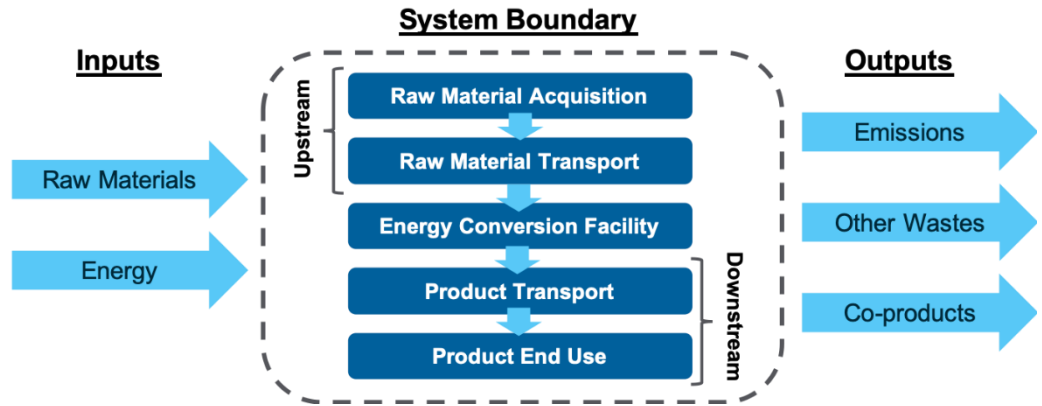 System Boundary
Inputs
Outputs
Upstream
Raw Material Acquisition
Raw Material Transport
Energy Conversion Facility
Product Transport
Product End Use
Downstream
Raw Materials
Energy
Emissions
Other Wastes
Co-products